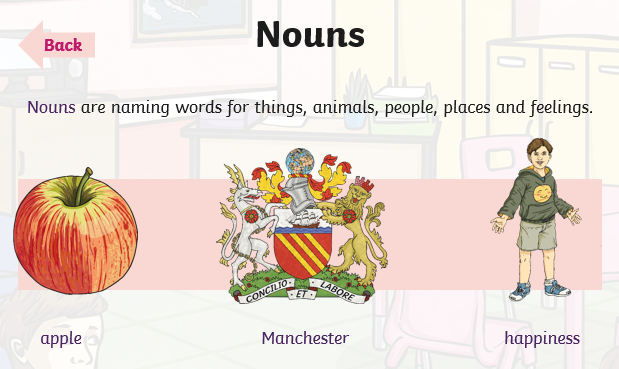 Nouns
Back
Nouns are naming words for things, animals, people, places and feelings.
CONCILIO ET LABORE
apple Manchester happiness